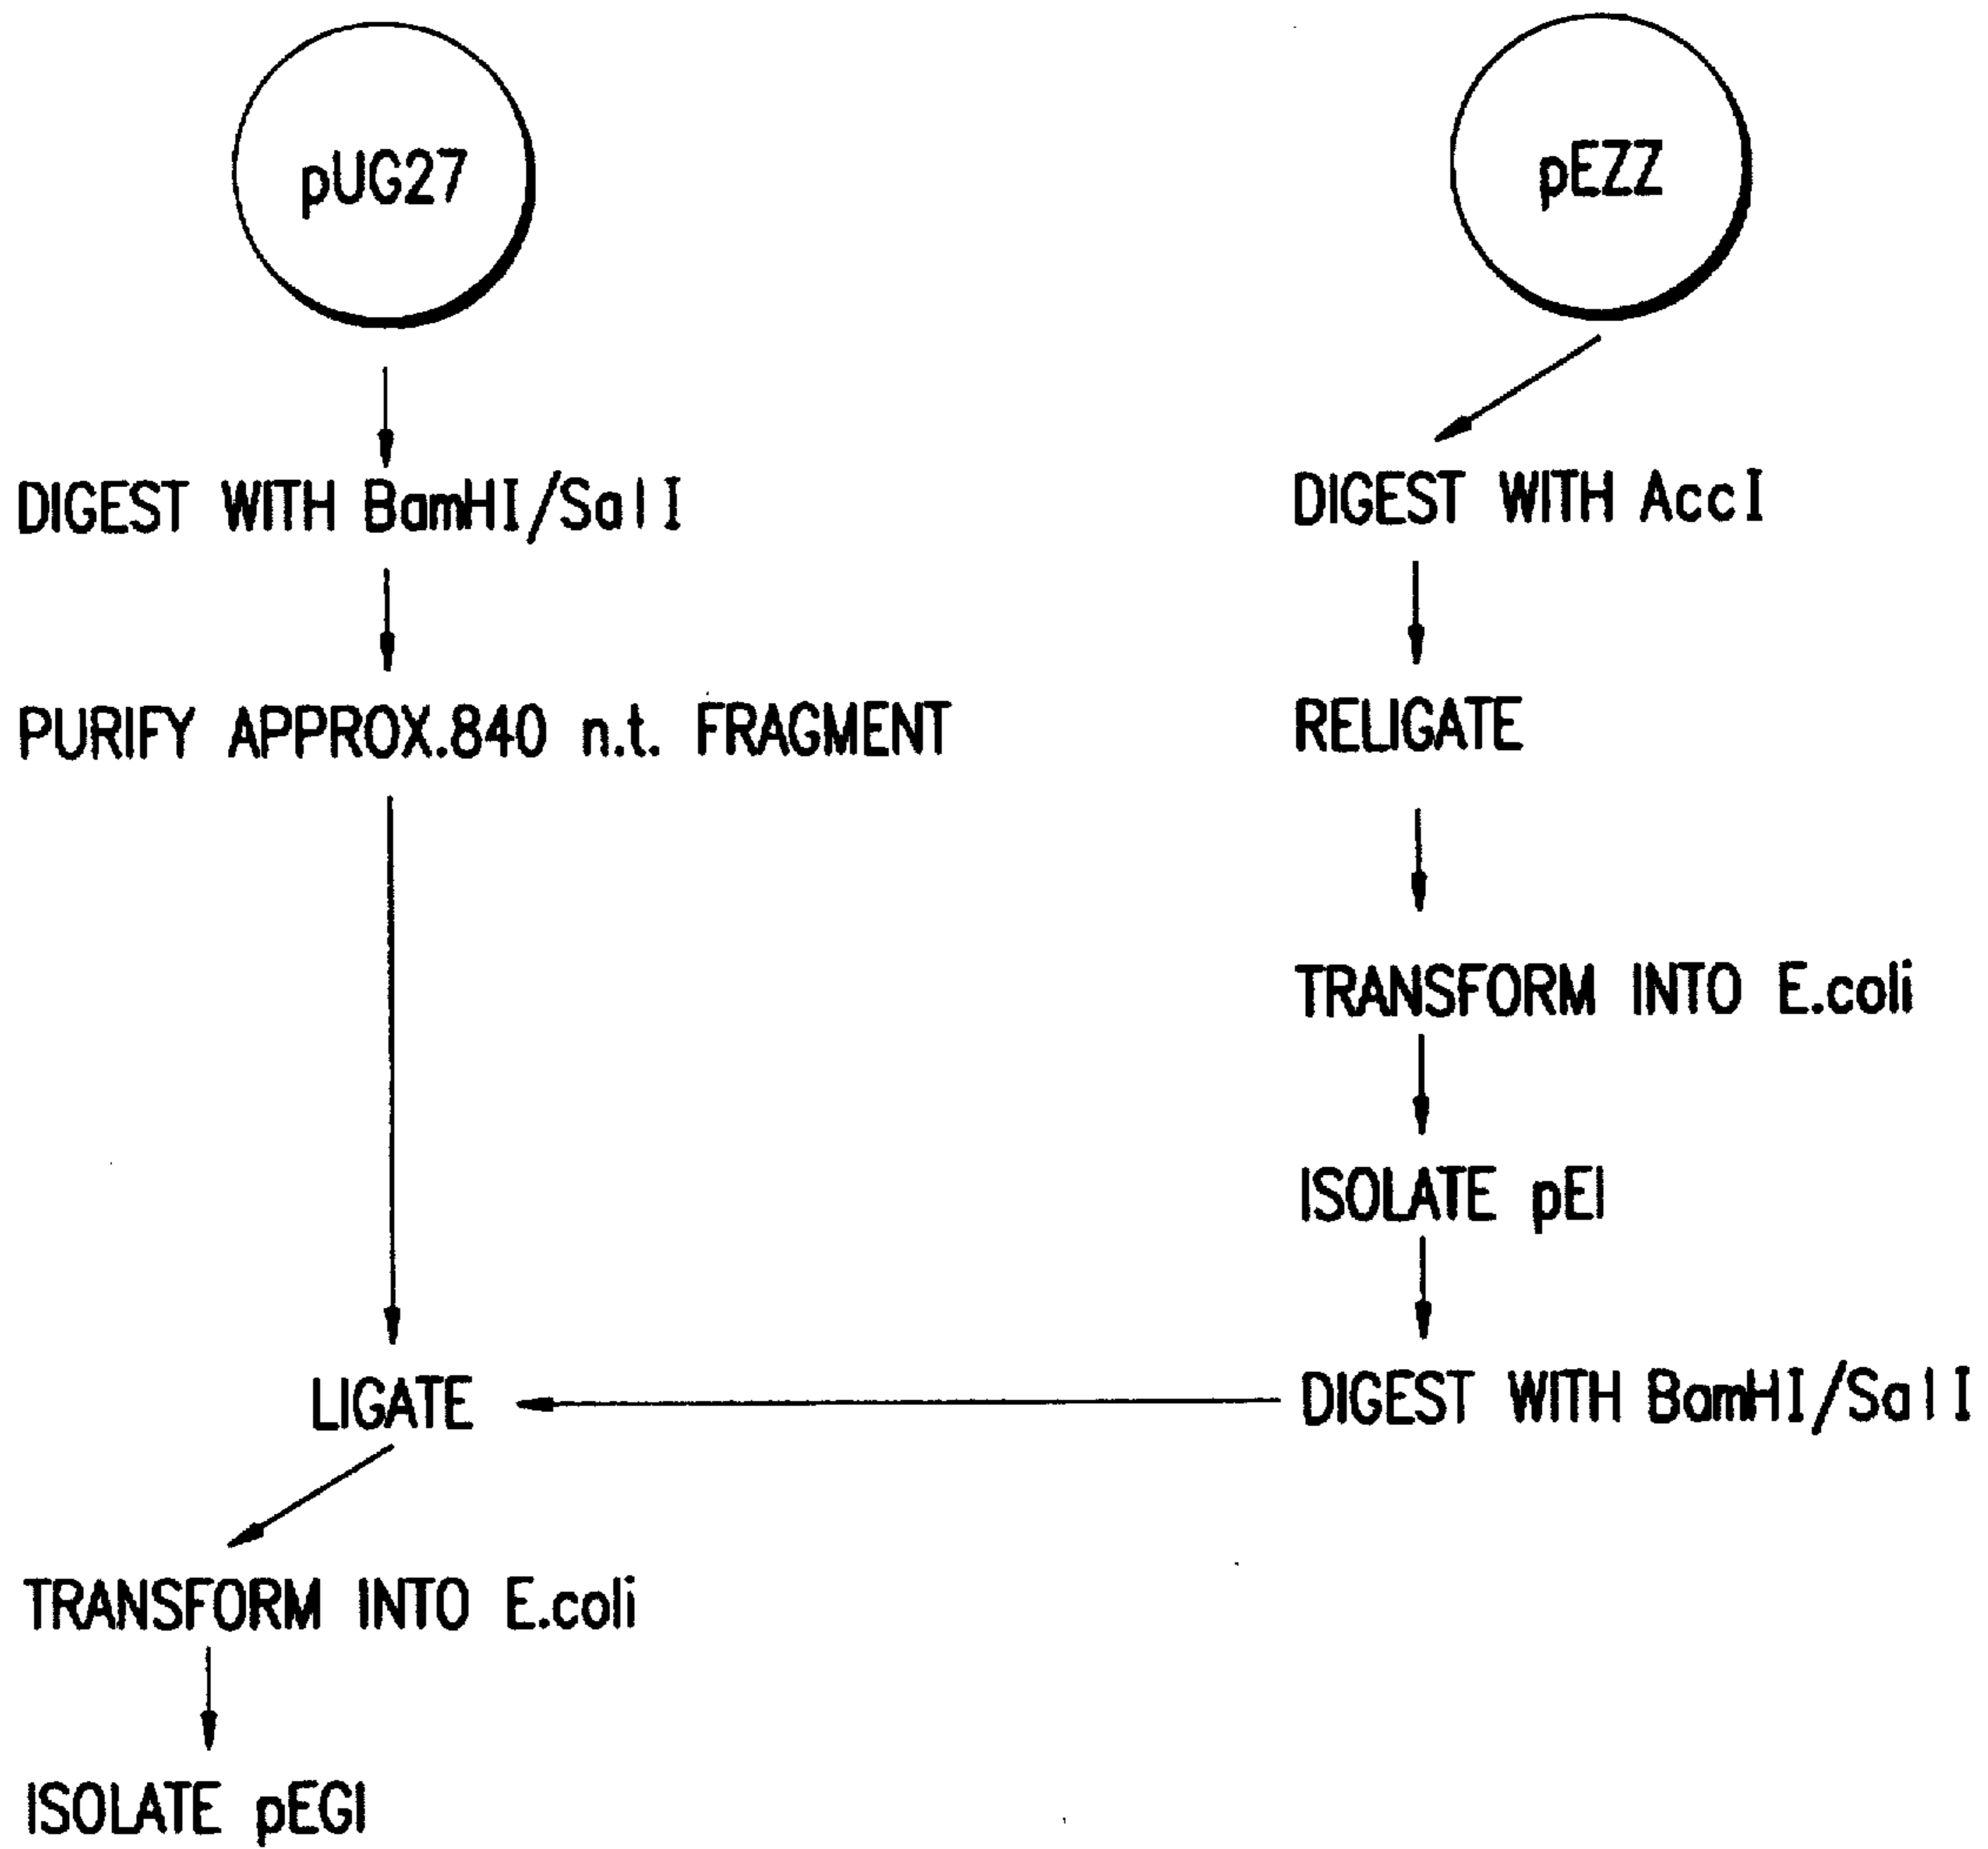 pUG27
pEZZ
DIGEST WITH BamHI/SalI
DIGEST WITH AccI
PURIFY APPROX.840 n.t. FRAGMENT
RELIGATE
TRANSFORM INTO E.coli
ISOLATE pEI
LIGATE
DIGEST WITH BamHI/SalI
TRANSFORM INTO E.coli
ISOLATE pEGI